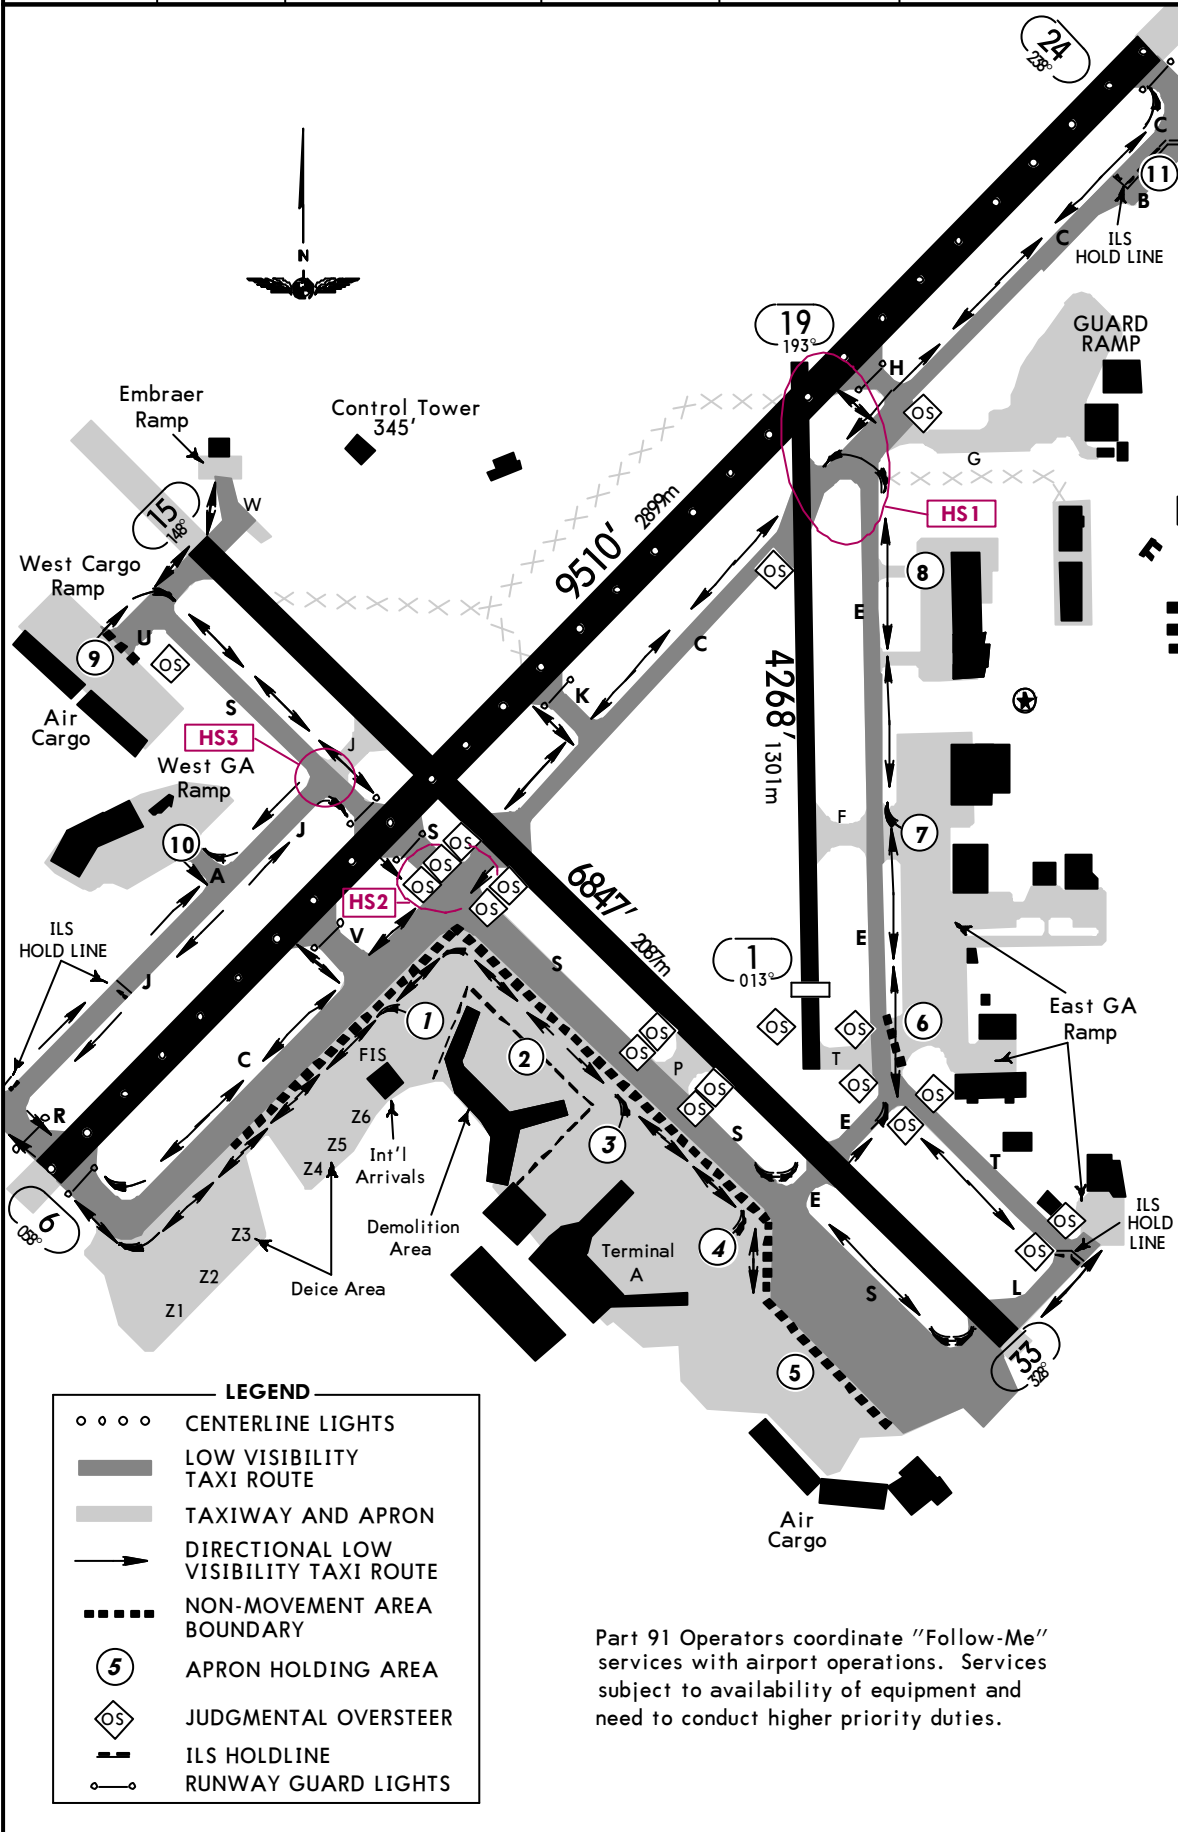 24
238°
C
11
B
ILS
HOLD LINE
C
N
19
193°
GUARD
RAMP
H
Embraer
Ramp
Control Tower
345'
OS
G
W
15
148°
2899m
9510'
HS1
West Cargo
Ramp
OS
8
E
U
9
OS
C
K
4268'
1301m
S
Air
Cargo
HS3
J
West GA
Ramp
J
F
7
10
S
OS
OS
OS
A
HS2
OS
OS
6847'
2087m
ILS
HOLD LINE
V
J
S
E
1
013°
1
2
OS
OS
OS
OS
6
East GA
Ramp
C
FIS
P
T
OS
OS
OS
OS
OS
R
Z6
Z5
Z4
Int'l
Arrivals
3
S
E
T
6
058°
Z3
Demolition
Area
E
4
OS
OS
ILS
HOLD
LINE
Terminal
A
Z2
Deice Area
Z1
S
L
33
328°
5
LEGEND
CENTERLINE LIGHTS
LOW VISIBILITY
TAXI ROUTE
TAXIWAY AND APRON
DIRECTIONAL LOW
VISIBILITY TAXI ROUTE
NON-MOVEMENT AREA
BOUNDARY
5 APRON HOLDING AREA
OS JUDGMENTAL OVERSTEER
ILS HOLDLINE
RUNWAY GUARD LIGHTS
Air
Cargo
Part 91 Operators coordinate "Follow-Me"
services with airport operations. Services
subject to availability of equipment and
need to conduct higher priority duties.